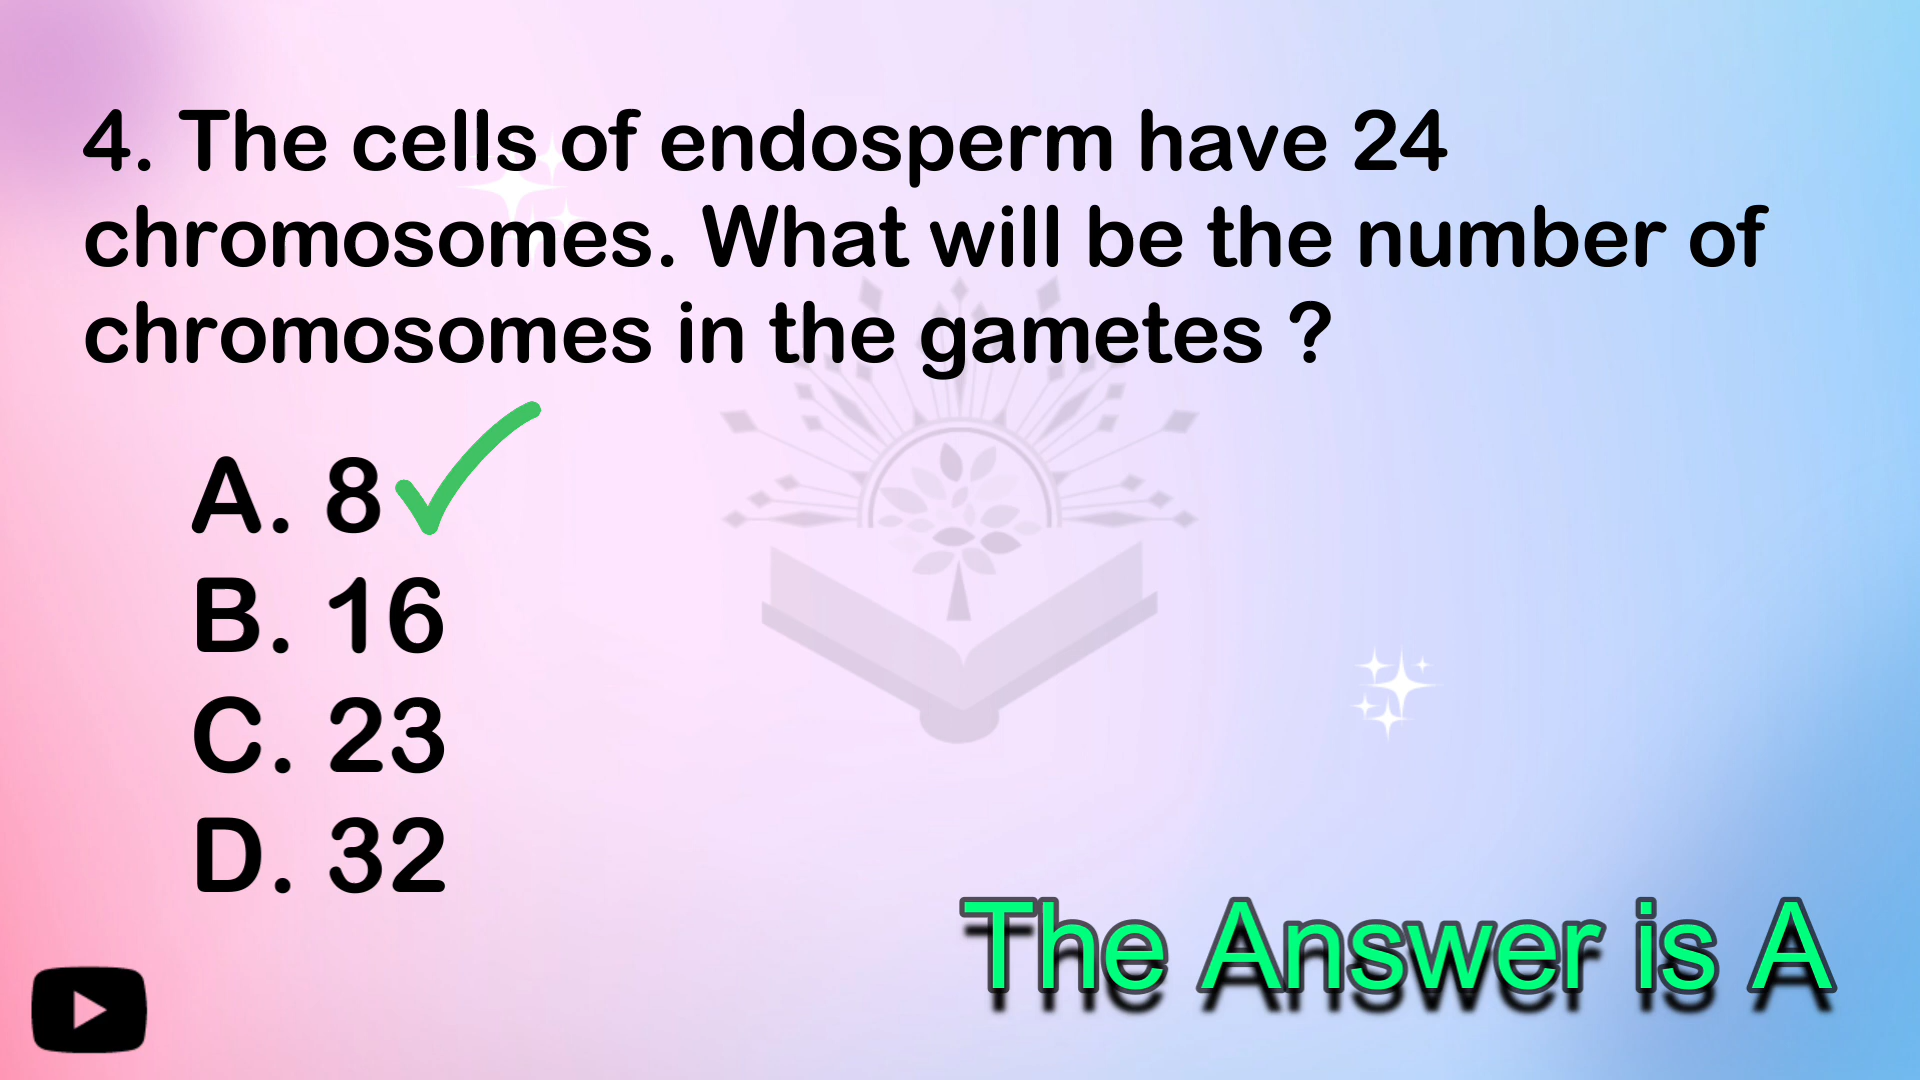 4. The cells of endosperm have 24
chromosomes. What will be the number of
chromosomes in the gametes ?
A. 8
B. 16
C. 23
D. 32
The Answer is A